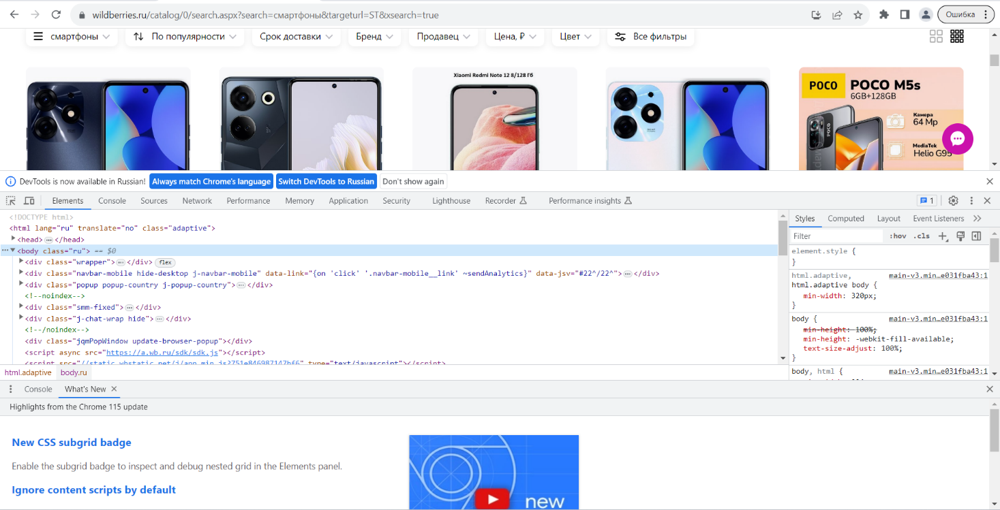 wildberries.ru/catalog/0/search.aspx?search=смартфоны&targeturl=ST&xsearch=true
Ошибка
смартфоны По популярности Срок доставки Бренд Продавец Цена, ₽ Цвет Все фильтры
Xiaomi Redmi Note 12 8/128 Гб
POCO POCO M5s
6GB+128GB
Камера
64 Mp
MediaTek
Helio G95
POCO
DevTools is now available in Russian! Always match Chrome's language Switch DevTools to Russian Don't show again
Elements Console Sources Network Performance Memory Application Security Lighthouse Recorder Performance insights 1
<!DOCTYPE html>
<html lang="ru" translate="no" class="adaptive">
<head> ••• </head>
••• <body class="ru"> == $0
<div class="wrapper"> ••• </div> flex
<div class="navbar-mobile hide-desktop j-navbar-mobile" data-link="{on 'click' '.navbar-mobile__link' ~sendAnalytics}" data-jsv="#22^/22^"> ••• </div>
<div class="popup popup-country j-popup-country"> ••• </div>
<!--noindex-->
<div class="smm-fixed"> ••• </div>
<div class="j-chat-wrap hide"> ••• </div>
<!--/noindex-->
<div class="jqmPopWindow update-browser-popup"></div>
<script async src="https://a.wb.ru/sdk/sdk.js"></script>
<script src="//static.wbstatic.net/j/app.min.js?751e846987147bf6" type="text/javascript"></script>
html.adaptive body.ru
Styles Computed Layout Event Listeners
Filter :hov .cls
element.style {
}
html.adaptive, main-v3.min…e031fba43:1
html.adaptive body {
min-width: 320px;
}
body { main-v3.min…e031fba43:1
min-height: 100%;
min-height: -webkit-fill-available;
text-size-adjust: 100%;
}
body, html { main-v3.min…e031fba43:1
Console What's New
Highlights from the Chrome 115 update
New CSS subgrid badge
Enable the subgrid badge to inspect and debug nested grid in the Elements panel.
Ignore content scripts by default
new